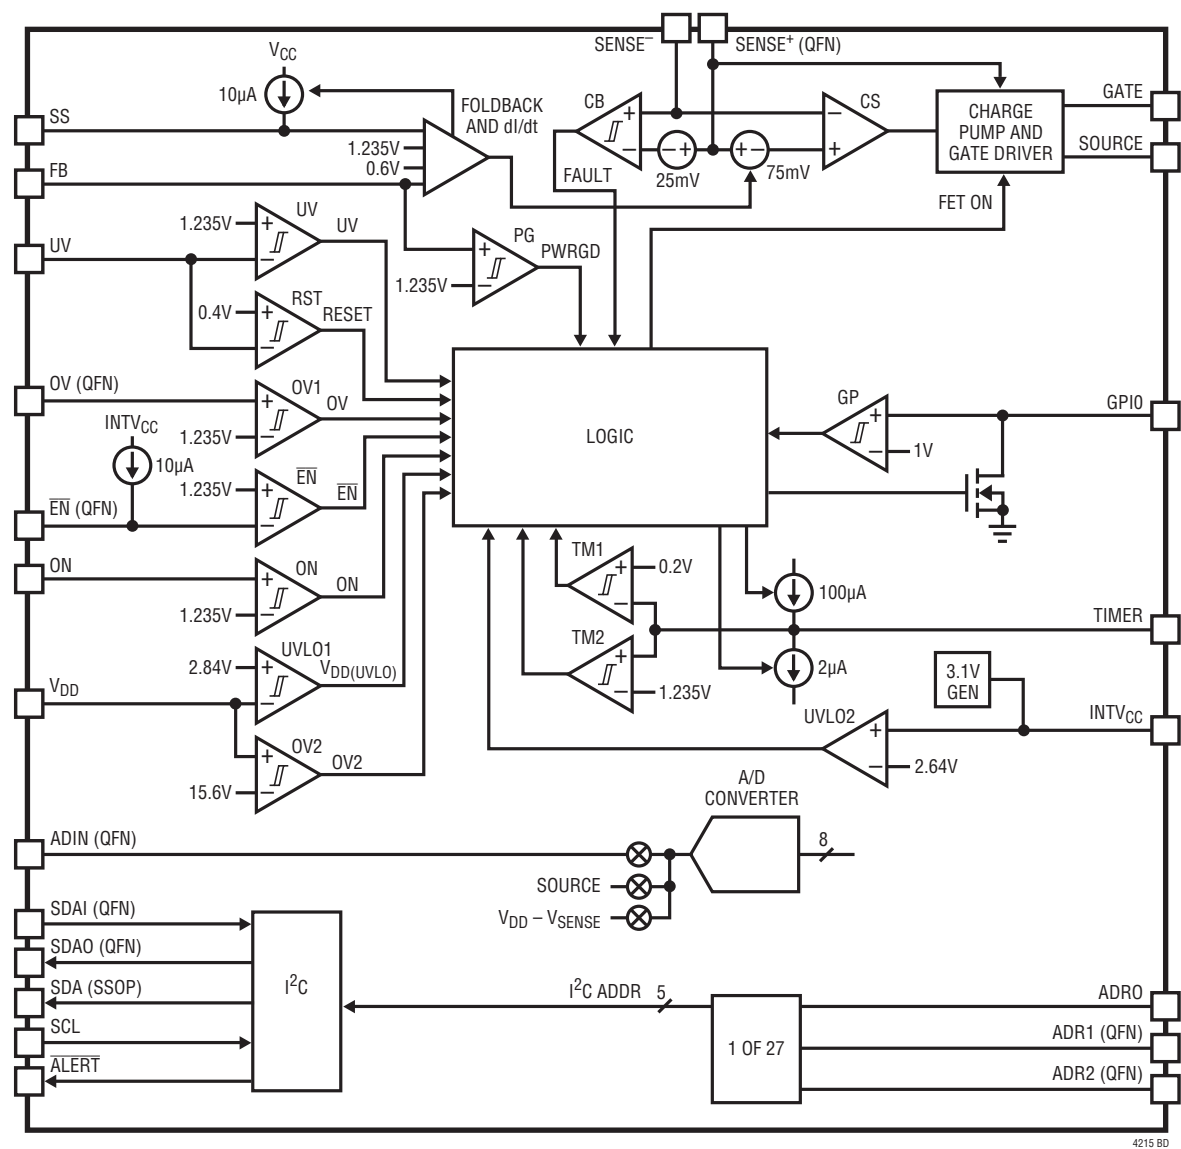 SENSE–
SENSE+ (QFN)
VCC
10µA
SS
FOLDBACK
AND dI/dt
1.235V
0.6V
FB
CB
+
–
– +
25mV
+ –
75mV
CS
–
+
FAULT
CHARGE
PUMP AND
GATE DRIVER
GATE
SOURCE
FET ON
1.235V
+
–
UV
UV
UV
PG
+
–
PWRGD
1.235V
0.4V
+
–
RST
RESET
OV (QFN)
+
–
OV1
OV
1.235V
INTVCC
10µA
1.235V
+
–
EN
EN
EN (QFN)
ON
+
–
ON
ON
1.235V
LOGIC
GP
+
–
1V
GPIO
TM1
+
–
0.2V
100µA
TIMER
TM2
+
–
1.235V
2µA
2.84V
+
–
UVLO1
VDD(UVLO)
VDD
+
–
OV2
OV2
15.6V
3.1V
GEN
INTVCC
UVLO2
+
–
2.64V
A/D
CONVERTER
8
ADIN (QFN)
SOURCE
VDD – VSENSE
SDAI (QFN)
SDAO (QFN)
SDA (SSOP)
SCL
ALERT
I2C
I2C ADDR
5
1 OF 27
ADR0
ADR1 (QFN)
ADR2 (QFN)
4215 BD